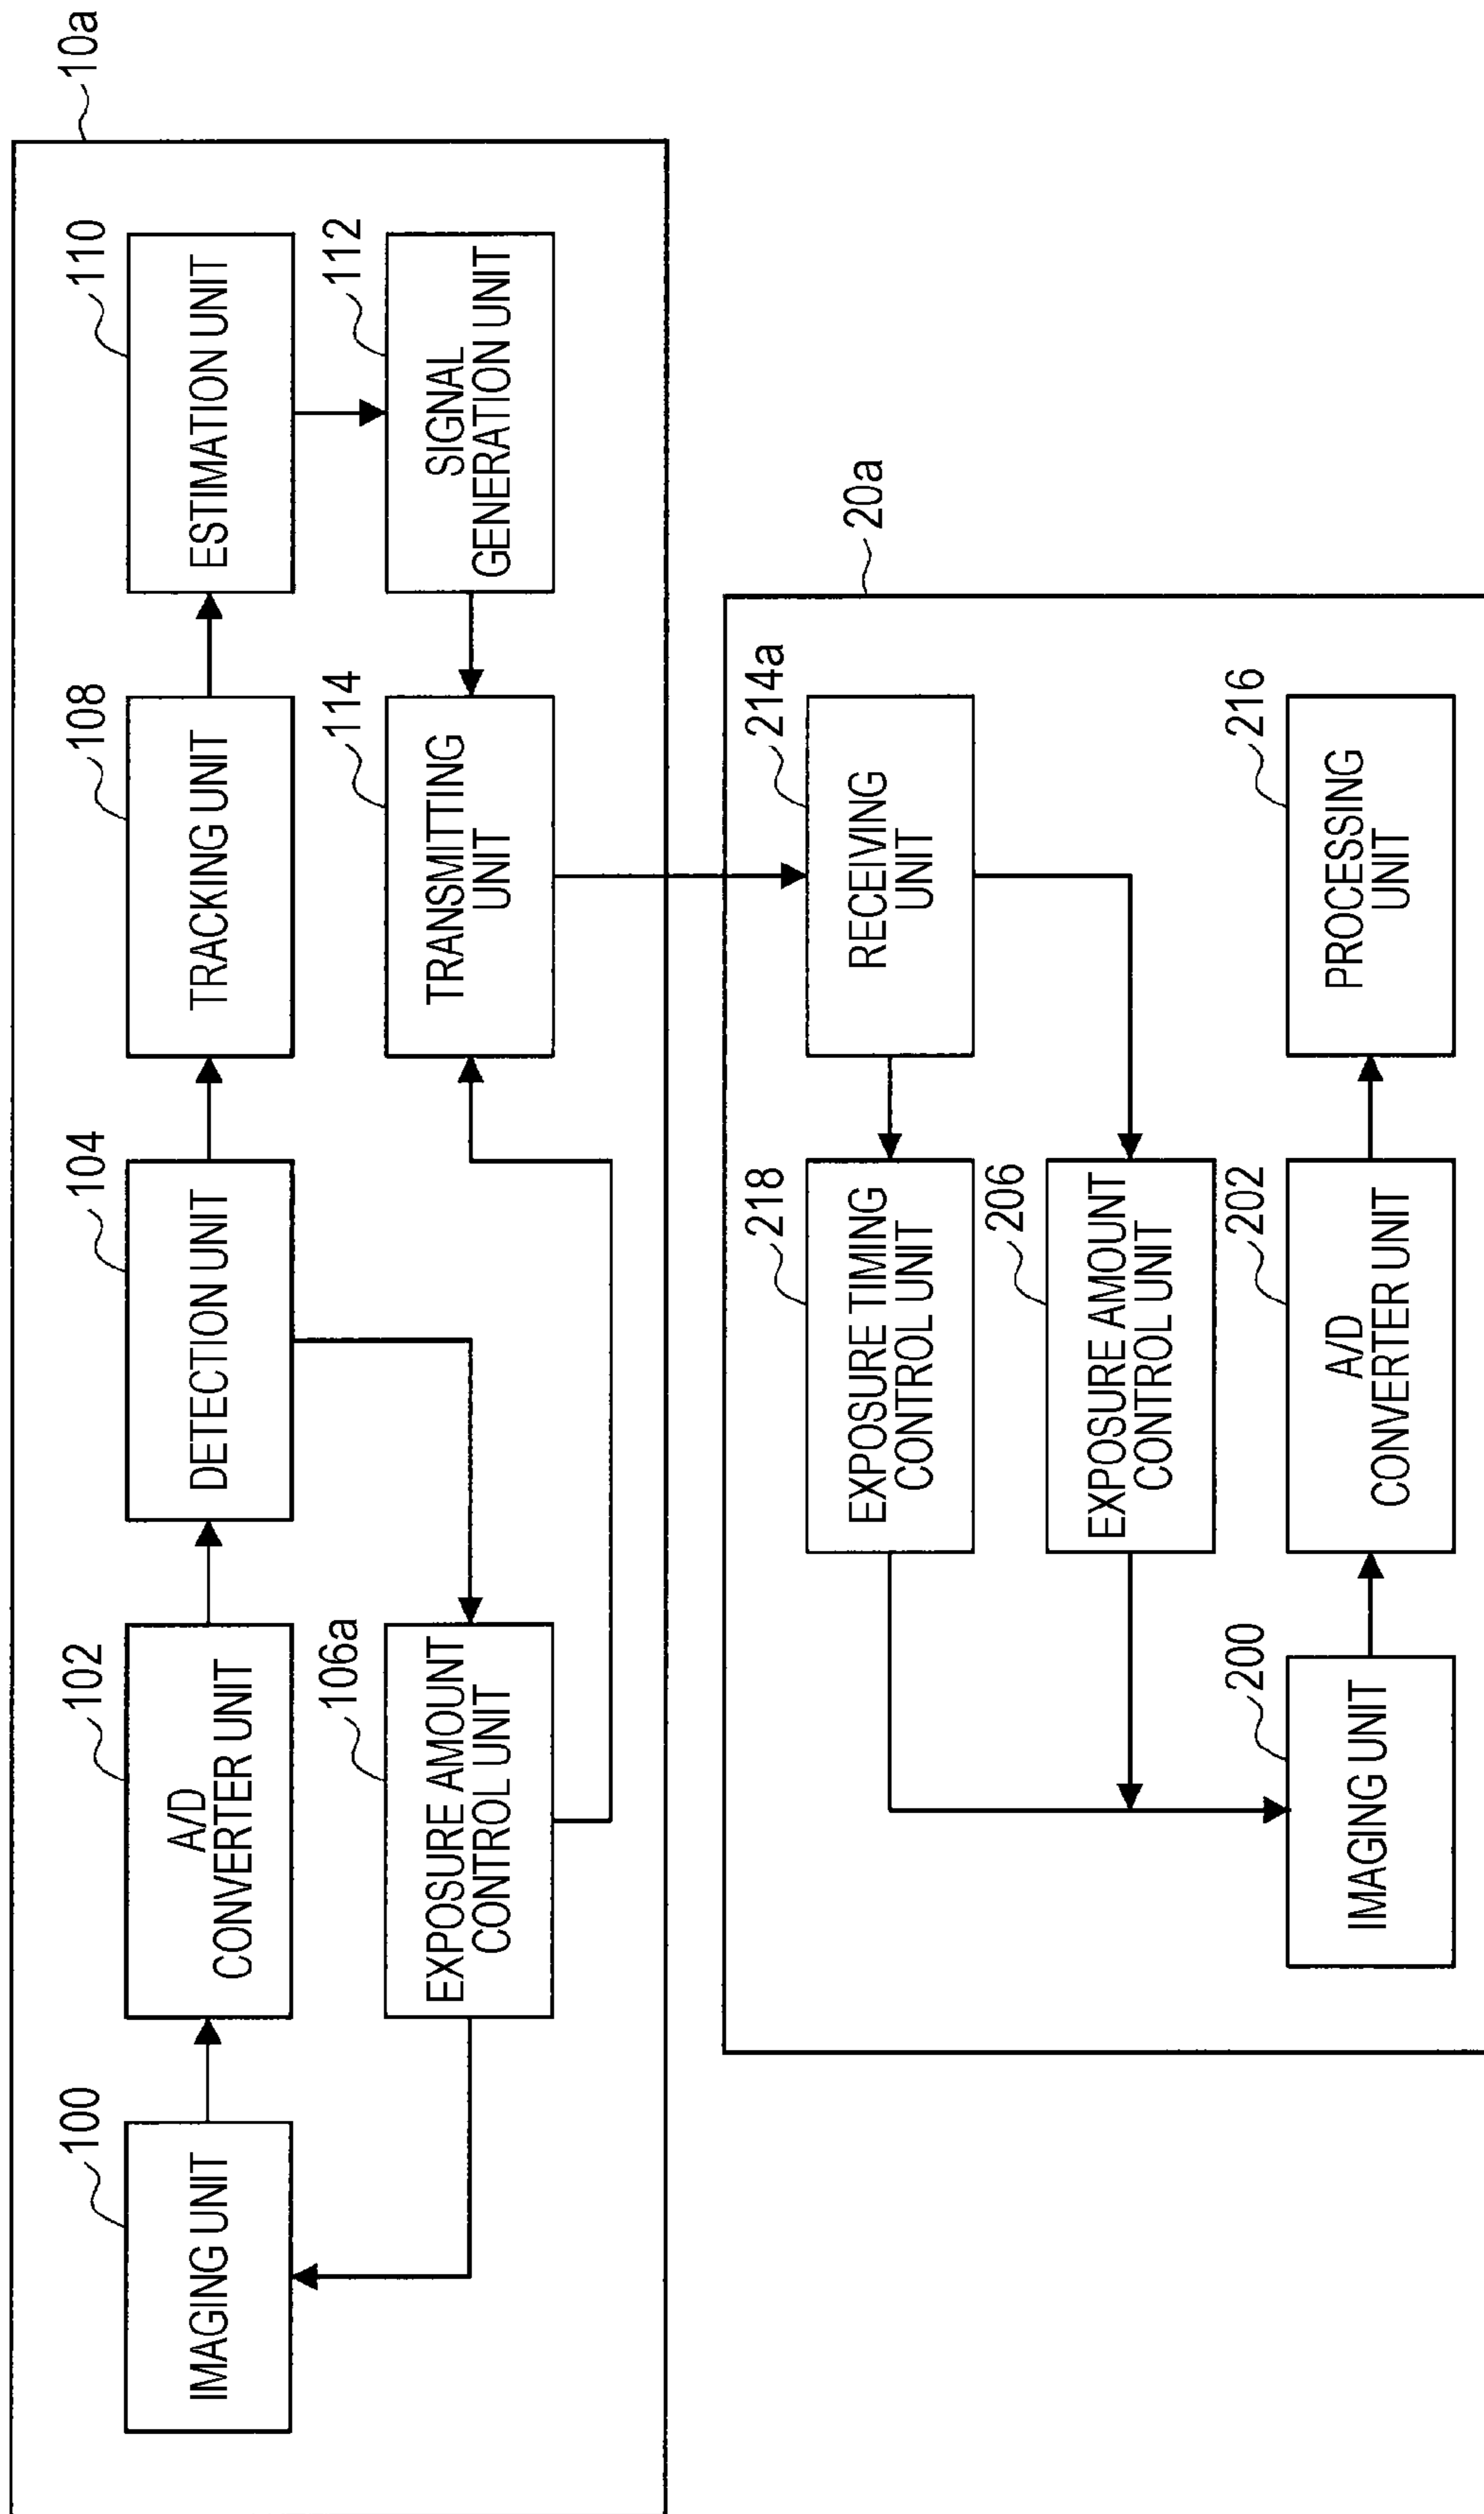 10a
100
IMAGING UNIT
102
A/D
CONVERTER UNIT
104
DETECTION UNIT
108
TRACKING UNIT
110
ESTIMATION UNIT
106a
EXPOSURE AMOUNT
CONTROL UNIT
114
TRANSMITTING
UNIT
112
SIGNAL
GENERATION UNIT
20a
218
EXPOSURE TIMING
CONTROL UNIT
214a
RECEIVING
UNIT
206
EXPOSURE AMOUNT
CONTROL UNIT
200
IMAGING UNIT
202
A/D
CONVERTER UNIT
216
PROCESSING
UNIT